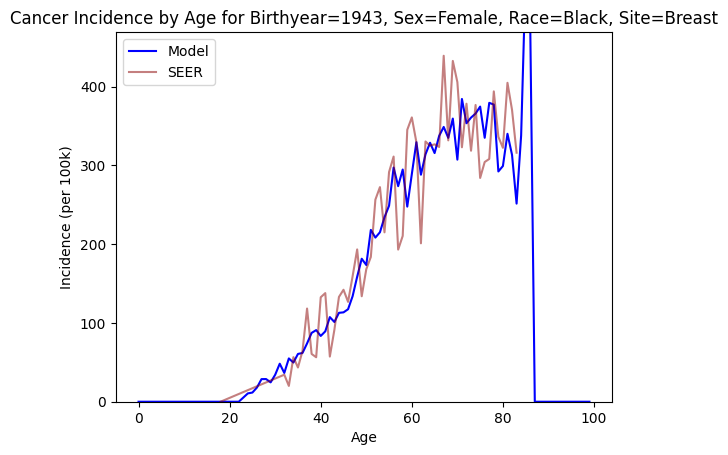 Cancer Incidence by Age for Birthyear=1943, Sex=Female, Race=Black, Site=Breast
Model
SEER
400
300
200
100
0
Incidence (per 100k)
0 20 40 60 80 100
Age